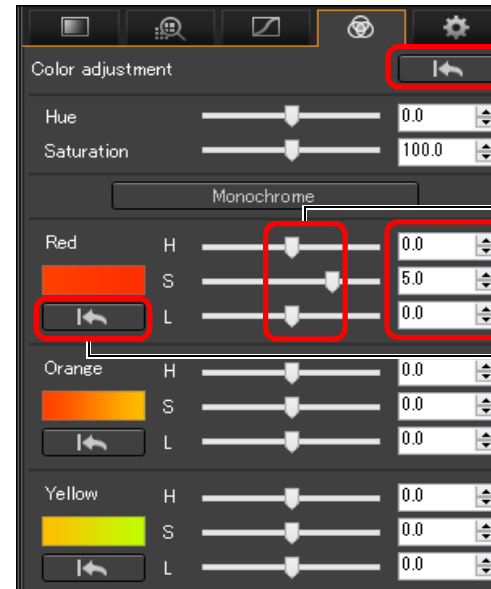 Color adjustment
Hue 0.0
Saturation 100.0
Monochrome
Red H 0.0
S 5.0
L 0.0
Orange H 0.0
S 0.0
L 0.0
Yellow H 0.0
S 0.0
L 0.0